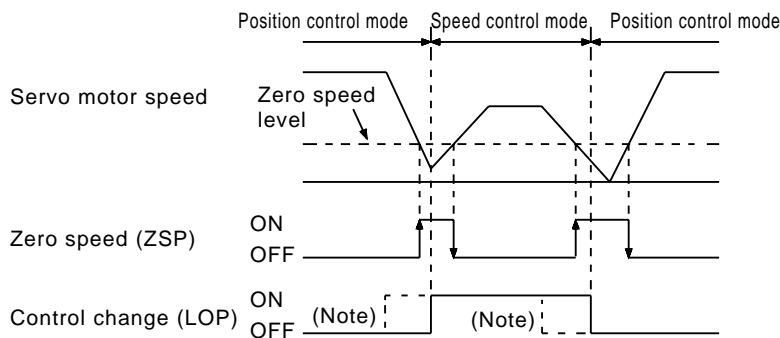 Position control mode Speed control mode Position control mode
Servo motor speed
Zero speed
level
Zero speed (ZSP)
ON
OFF
Control change (LOP)
ON
OFF
(Note)
(Note)